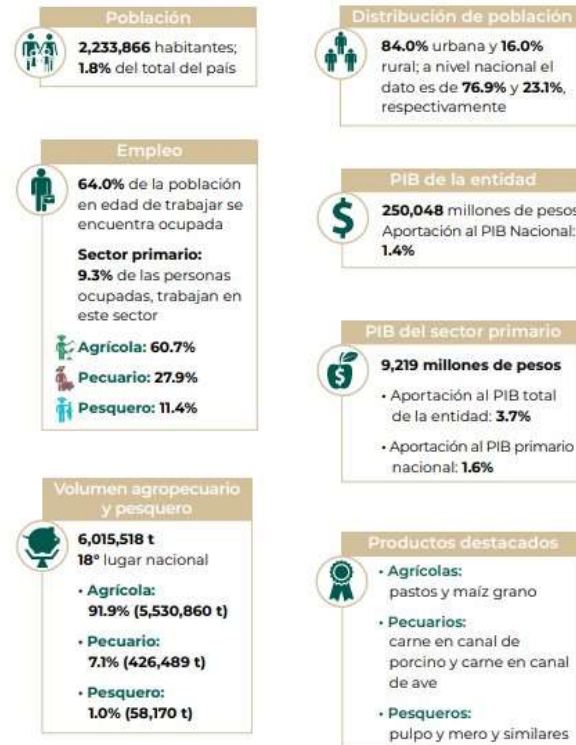 Población
2,233,866 habitantes;
1.8% del total del país
Distribución de población
84.0% urbana y 16.0%
rural; a nivel nacional el
dato es de 76.9% y 23.1%,
respectivamente
Empleo
64.0% de la población
en edad de trabajar se
encuentra ocupada
Sector primario:
9.3% de las personas
ocupadas, trabajan en
este sector
Agrícola: 60.7%
Pecuario: 27.9%
Pesquero: 11.4%
PIB de la entidad
250,048 millones de pesos
Aportación al PIB Nacional:
1.4%
PIB del sector primario
9,219 millones de pesos
• Aportación al PIB total
de la entidad: 3.7%
• Aportación al PIB primario
nacional: 1.6%
Volumen agropecuario
y pesquero
6,015,518 t
18° lugar nacional
• Agrícola:
91.9% (5,530,860 t)
• Pecuario:
7.1% (426,489 t)
• Pesquero:
1.0% (58,170 t)
Productos destacados
• Agrícolas:
pastos y maíz grano
• Pecuarios:
carne en canal de
porcino y carne en canal
de ave
• Pesqueros:
pulpo y mero y similares